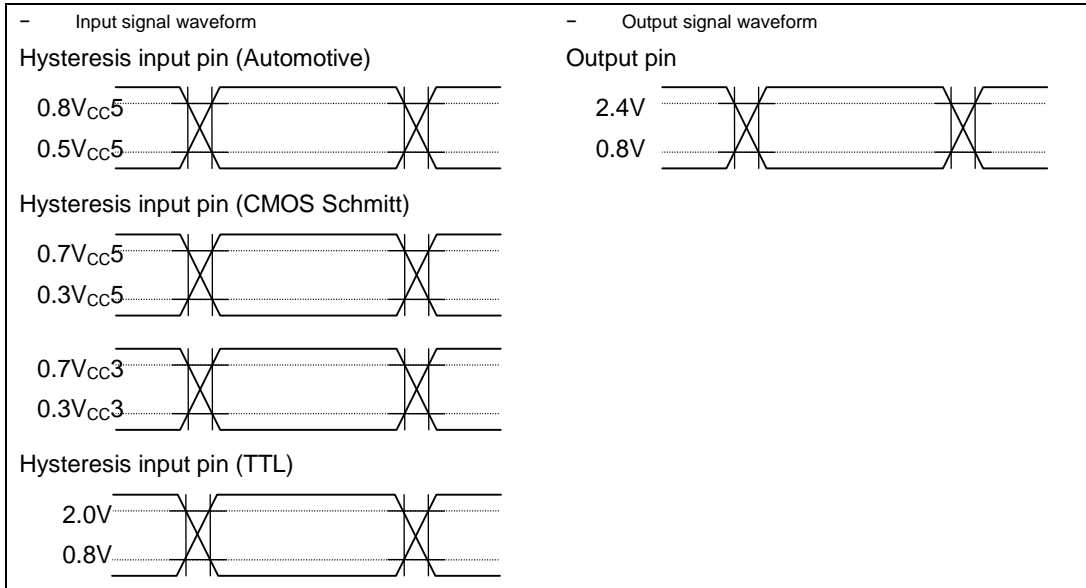 − Input signal waveform
Hysteresis input pin (Automotive)
0.8VCC5
0.5VCC5
Hysteresis input pin (CMOS Schmitt)
0.7VCC5
0.3VCC5
0.7VCC3
0.3VCC3
Hysteresis input pin (TTL)
2.0V
0.8V
− Output signal waveform
Output pin
2.4V
0.8V